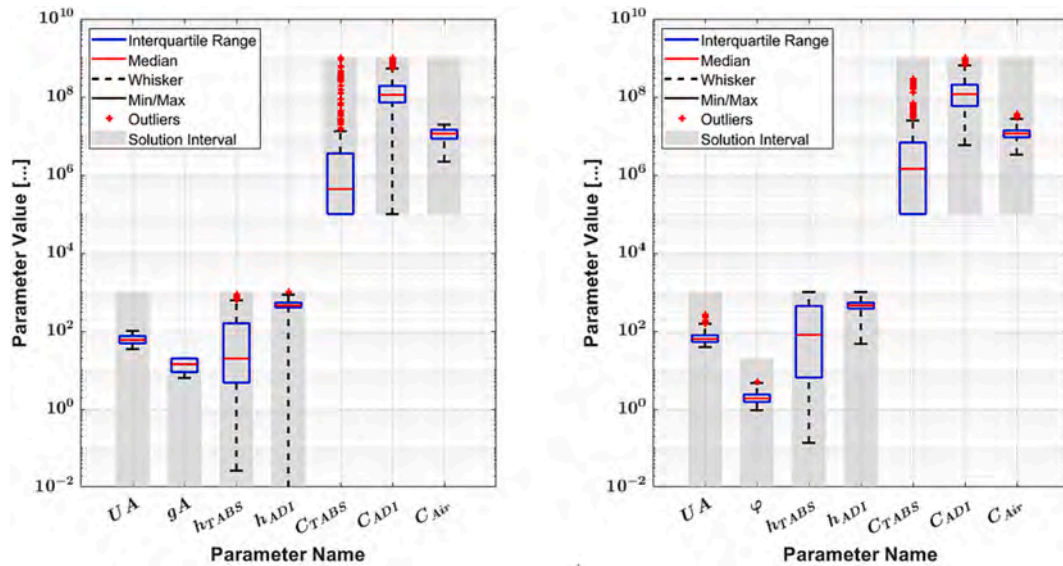 10^10
10^8
10^6
10^4
10^2
10^0
10^-2
Parameter Value [...]
Interquartile Range
Median
Whisker
Min/Max
Outliers
Solution Interval
UA
gA
h_TABS
h_ADI
C_TABS
C_ADI
C_Air
Parameter Name
10^10
10^8
10^6
10^4
10^2
10^0
10^-2
Parameter Value [...]
Interquartile Range
Median
Whisker
Min/Max
Outliers
Solution Interval
UA
φ
h_TABS
h_ADI
C_TABS
C_ADI
C_Air
Parameter Name